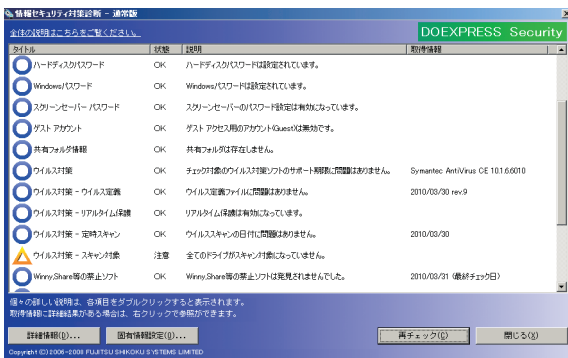 情報セキュリティ対策診断 - 通常版
全体の説明はこちらをご覧ください。
DOEXPRESS Security
タイトル 状態 説明 取得情報
ハードディスクパスワード OK ハードディスクパスワードは設定されています。
Windowsパスワード OK Windowsパスワードは設定されています。
スクリーンセーバー パスワード OK スクリーンセーバーのパスワード設定は有効になっています。
ゲスト アカウント OK ゲスト アクセス用のアカウント(Guest)は無効です。
共有フォルダ情報 OK 共有フォルダは存在しません。
ウイルス対策 OK チェック対象のウイルス対策ソフトのサポート期限に問題はありません。 Symantec AntiVirus CE 10.1.6.6010
ウイルス対策 - ウイルス定義 OK ウイルス定義ファイルに問題はありません。 2010/03/30 rev.9
ウイルス対策 - リアルタイム保護 OK リアルタイム保護は有効になっています。
ウイルス対策 - 定時スキャン OK ウイルススキャンの日付に問題はありません。 2010/03/30
ウイルス対策 - スキャン対象 注意 全てのドライブがスキャン対象になっていません。
Winny,Share等の禁止ソフト OK Winny,Share等の禁止ソフトは発見されませんでした。 2010/03/31 (最終チェック日)
個々の詳しい説明は、各項目をダブルクリックすると表示されます。
取得情報に詳細結果がある場合は、右クリックで参照ができます。
詳細情報(D)... 固有情報設定(O)... 再チェック(C) 閉じる(X)
Copyright (C) 2006-2008 FUJITSU SHIKOKU SYSTEMS LIMITED